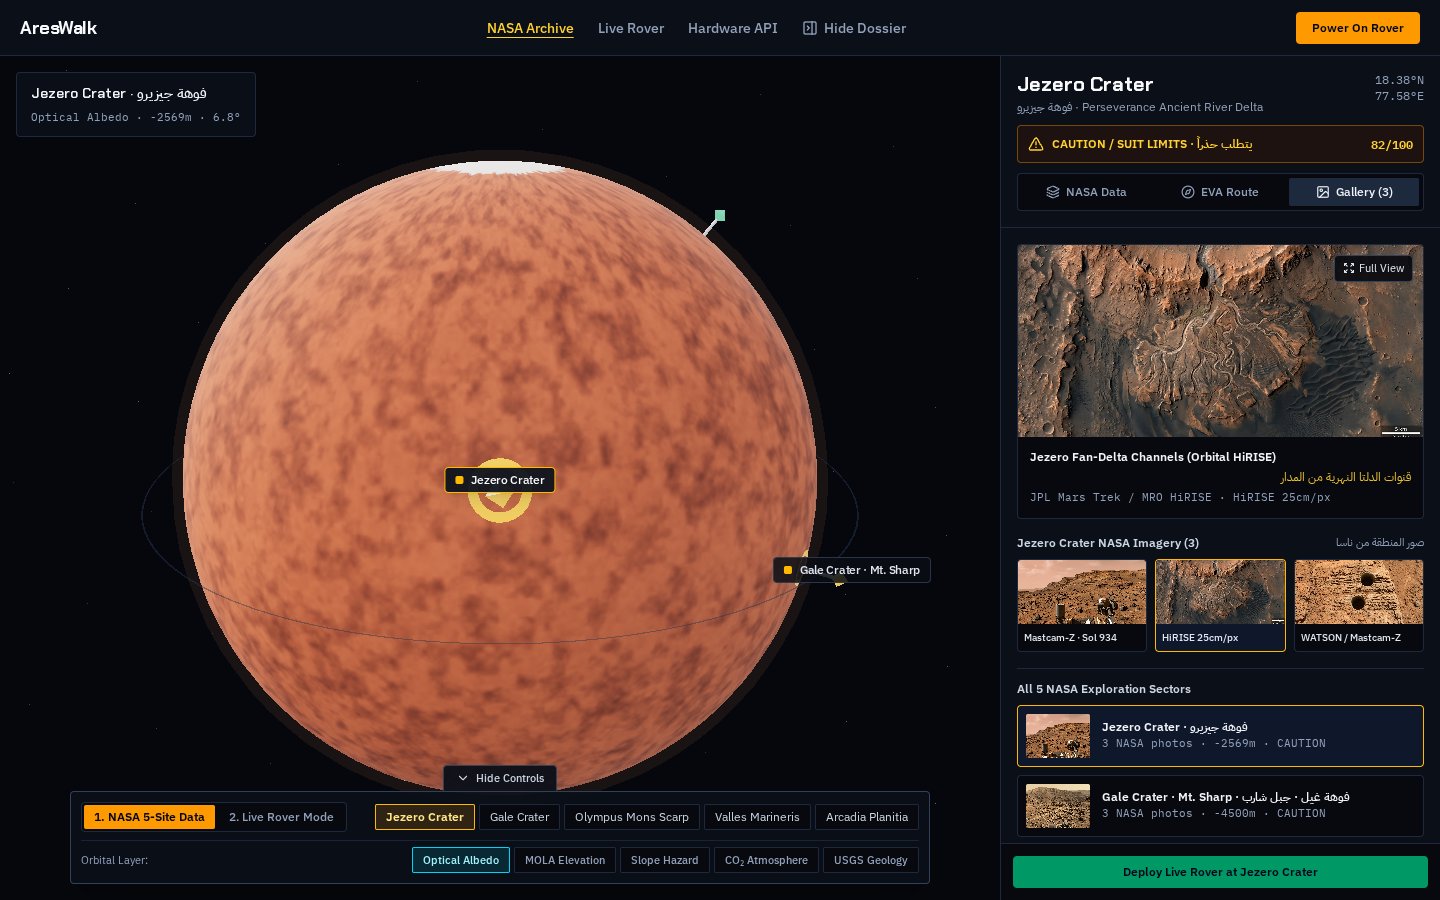 AresWalk
NASA Archive
Live Rover
Hardware API
Hide Dossier
Power On Rover
Jezero Crater · فوهة جيزيرو
Optical Albedo · -2569m · 6.8°
Jezero Crater
Gale Crater · Mt. Sharp
Hide Controls
1. NASA 5-Site Data
2. Live Rover Mode
Jezero Crater
Gale Crater
Olympus Mons Scarp
Valles Marineris
Arcadia Planitia
Orbital Layer:
Optical Albedo
MOLA Elevation
Slope Hazard
CO₂ Atmosphere
USGS Geology
Jezero Crater
18.38°N
77.58°E
فوهة جيزيرو · Perseverance Ancient River Delta
CAUTION / SUIT LIMITS · يتطلب حذراً
82/100
NASA Data
EVA Route
Gallery (3)
Full View
Jezero Fan-Delta Channels (Orbital HiRISE)
قنوات الدلتا النهرية من المدار
JPL Mars Trek / MRO HiRISE · HiRISE 25cm/px
Jezero Crater NASA Imagery (3)
صور المنطقة من ناسا
Mastcam-Z · Sol 934
HiRISE 25cm/px
WATSON / Mastcam-Z
All 5 NASA Exploration Sectors
Jezero Crater · فوهة جيزيرو
3 NASA photos · -2569m · CAUTION
Gale Crater · Mt. Sharp · فوهة غيل · جبل شارب
3 NASA photos · -4500m · CAUTION
Deploy Live Rover at Jezero Crater